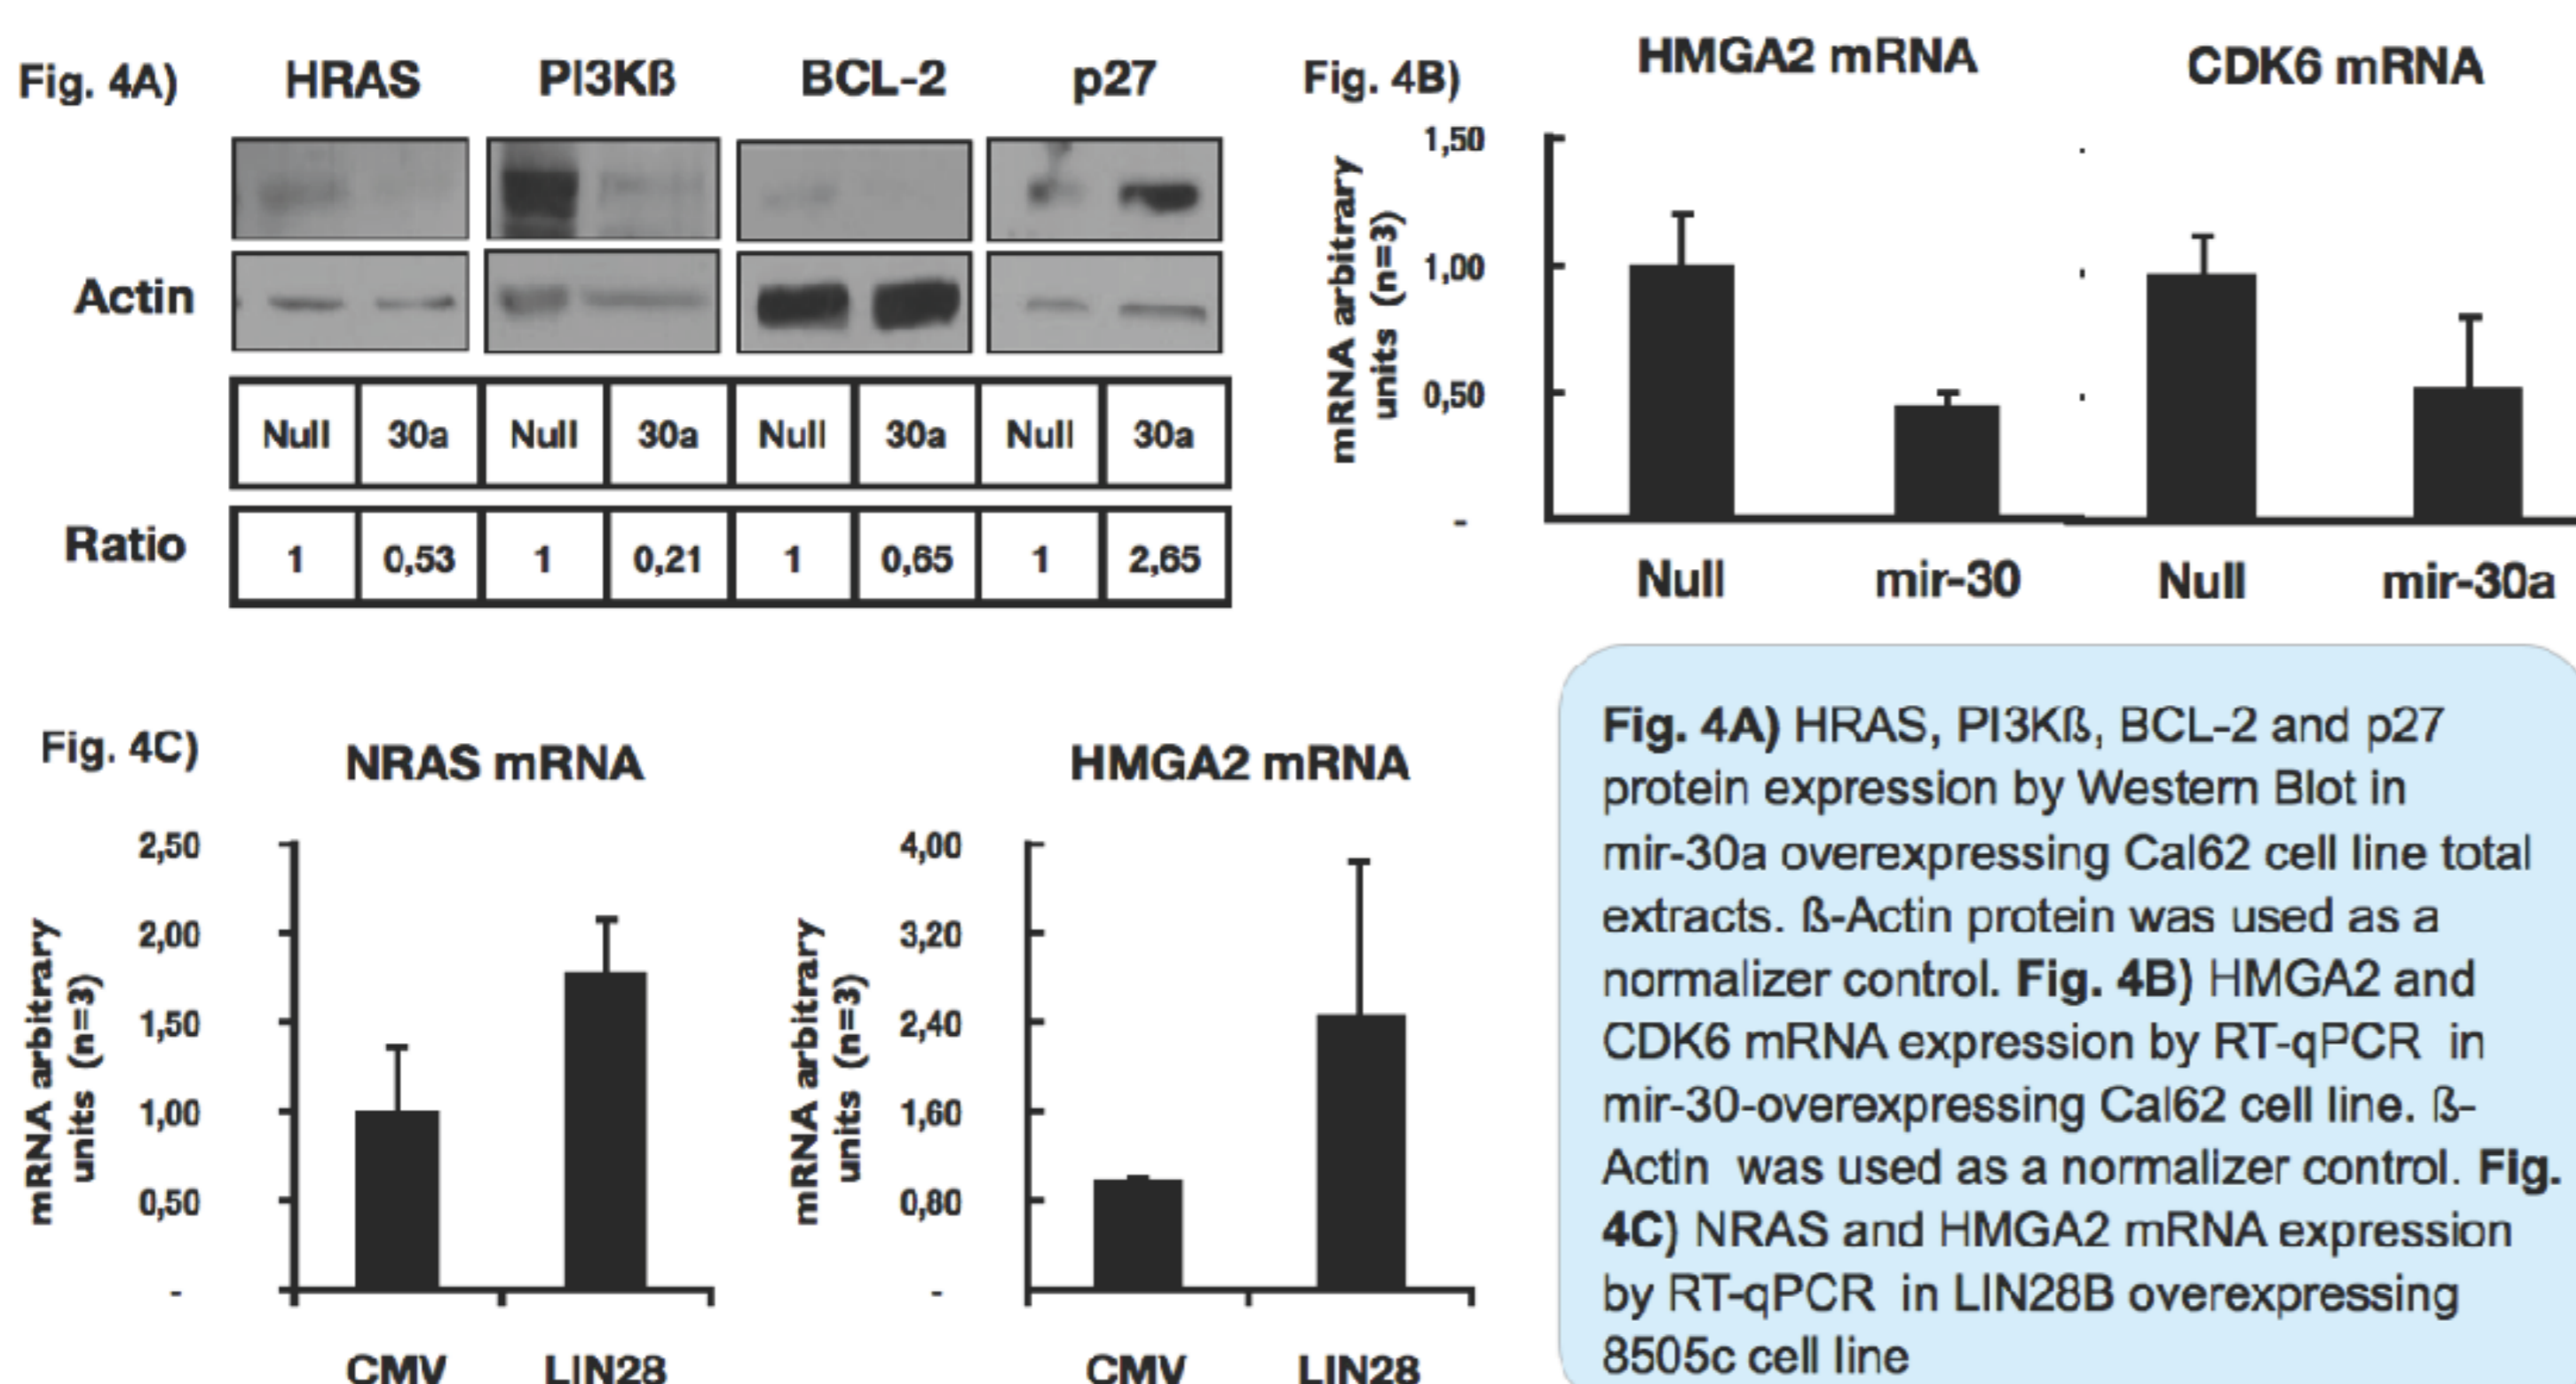 Fig. 4A)
HRAS
PI3Kß
BCL-2
p27
Actin
Null 30a Null 30a Null 30a Null 30a
Ratio
1 0,53 1 0,21 1 0,65 1 2,65
Fig. 4B)
HMGA2 mRNA
CDK6 mRNA
mRNA arbitrary
units (n=3)
1,50
1,00
0,50
-
Null
mir-30
Null
mir-30a
Fig. 4C)
NRAS mRNA
mRNA arbitrary
units (n=3)
2,50
2,00
1,50
1,00
0,50
-
CMV
LIN28
HMGA2 mRNA
mRNA arbitrary
units (n=3)
4,00
3,20
2,40
1,60
0,80
-
CMV
LIN28
Fig. 4A) HRAS, PI3Kß, BCL-2 and p27
protein expression by Western Blot in
mir-30a overexpressing Cal62 cell line total
extracts. ß-Actin protein was used as a
normalizer control. Fig. 4B) HMGA2 and
CDK6 mRNA expression by RT-qPCR in
mir-30-overexpressing Cal62 cell line. ß-
Actin was used as a normalizer control. Fig.
4C) NRAS and HMGA2 mRNA expression
by RT-qPCR in LIN28B overexpressing
8505c cell line